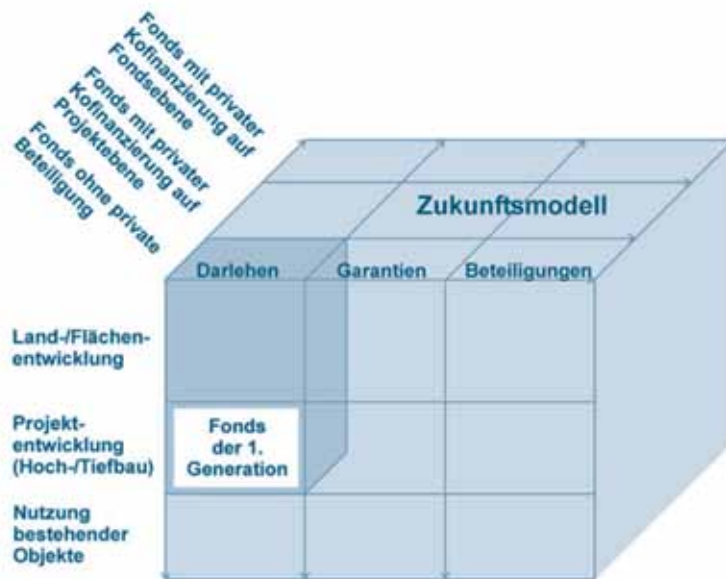 Fonds mit privater
Kofinanzierung auf
Fondsebene
Fonds mit privater
Kofinanzierung auf
Projektebene
Fonds ohne private
Beteiligung
Zukunftsmodell
Darlehen
Garantien
Beteiligungen
Land-/Flächen-
entwicklung
Projekt-
entwicklung
(Hoch-/Tiefbau)
Fonds
der 1.
Generation
Nutzung
bestehender
Objekte